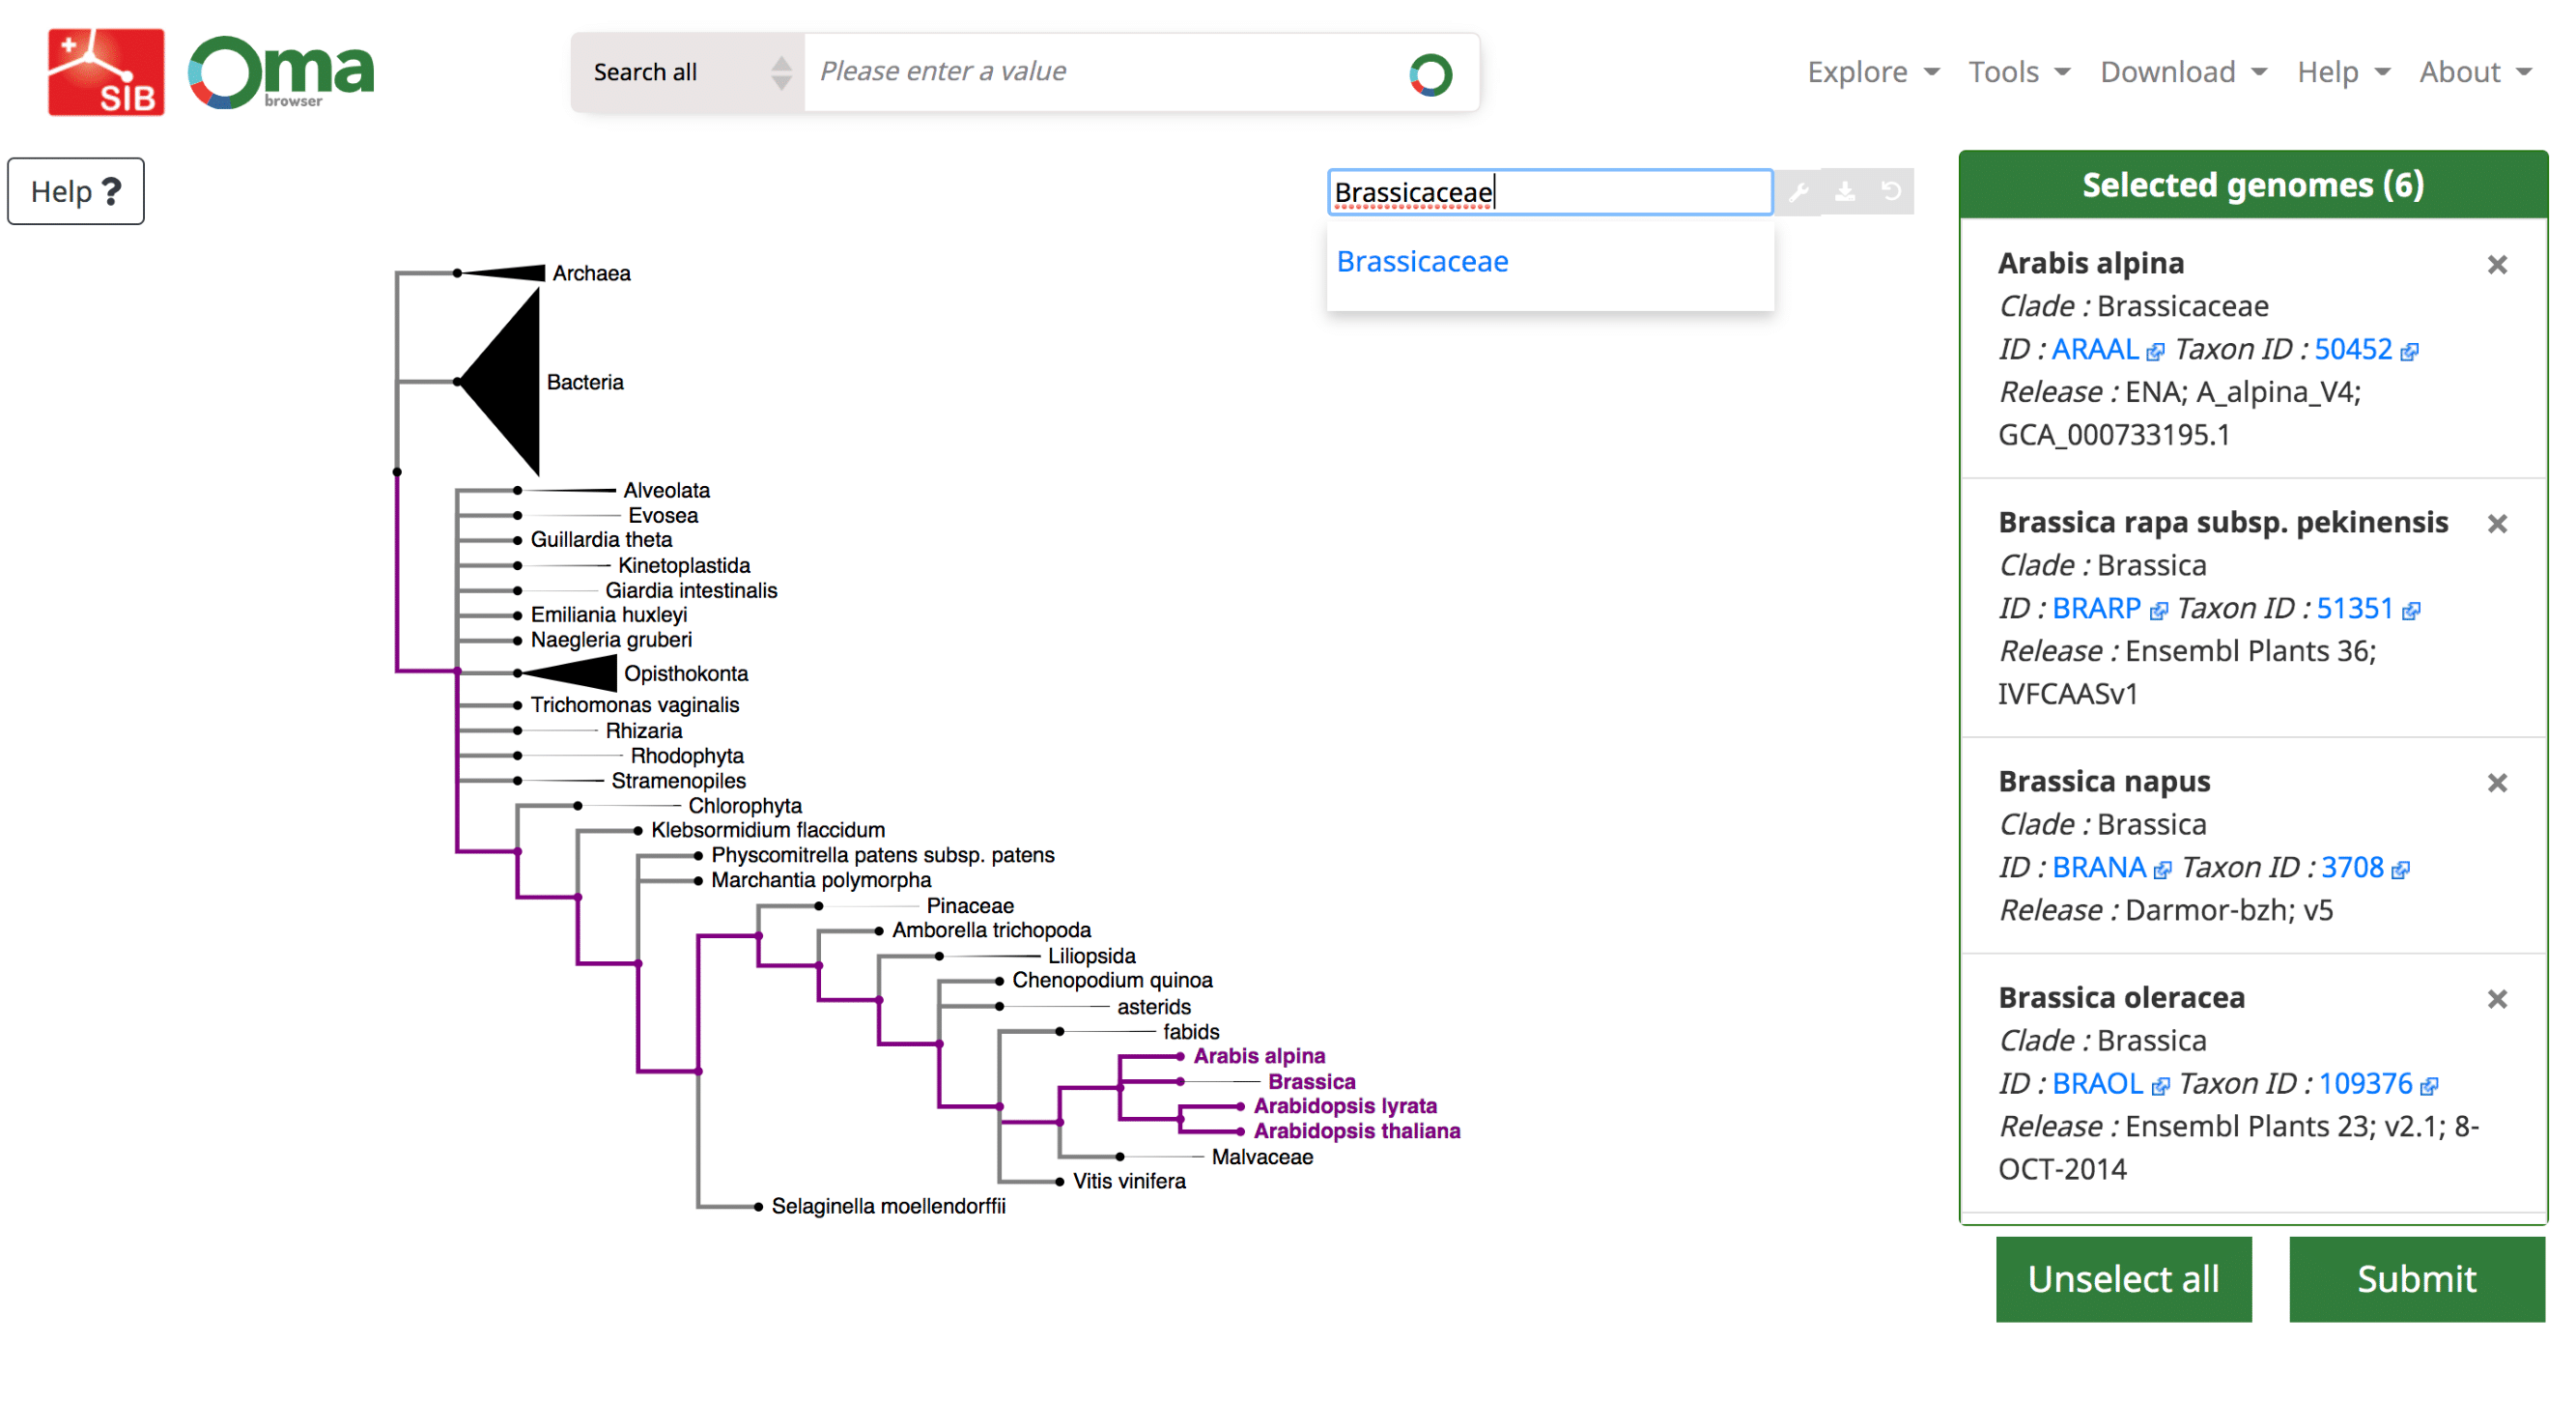 SIB
Oma
browser
Search all
Please enter a value
Explore
Tools
Download
Help
About
Help ?
Brassicaceae
Brassicaceae
Archaea
Bacteria
Alveolata
Evosea
Guillardia theta
Kinetoplastida
Giardia intestinalis
Emiliania huxleyi
Naegleria gruberi
Opisthokonta
Trichomonas vaginalis
Rhizaria
Rhodophyta
Stramenopiles
Chlorophyta
Klebsormidium flaccidum
Physcomitrella patens subsp. patens
Marchantia polymorpha
Pinaceae
Amborella trichopoda
Liliopsida
Chenopodium quinoa
asterids
fabids
Arabis alpina
Brassica
Arabidopsis lyrata
Arabidopsis thaliana
Malvaceae
Vitis vinifera
Selaginella moellendorffii
Selected genomes (6)
Arabis alpina
Clade : Brassicaceae
ID : ARAAL Taxon ID : 50452
Release : ENA; A_alpina_V4;
GCA_000733195.1
Brassica rapa subsp. pekinensis
Clade : Brassica
ID : BRARP Taxon ID : 51351
Release : Ensembl Plants 36;
IVFCAASv1
Brassica napus
Clade : Brassica
ID : BRANA Taxon ID : 3708
Release : Darmor-bzh; v5
Brassica oleracea
Clade : Brassica
ID : BRAOL Taxon ID : 109376
Release : Ensembl Plants 23; v2.1; 8-
OCT-2014
Unselect all
Submit